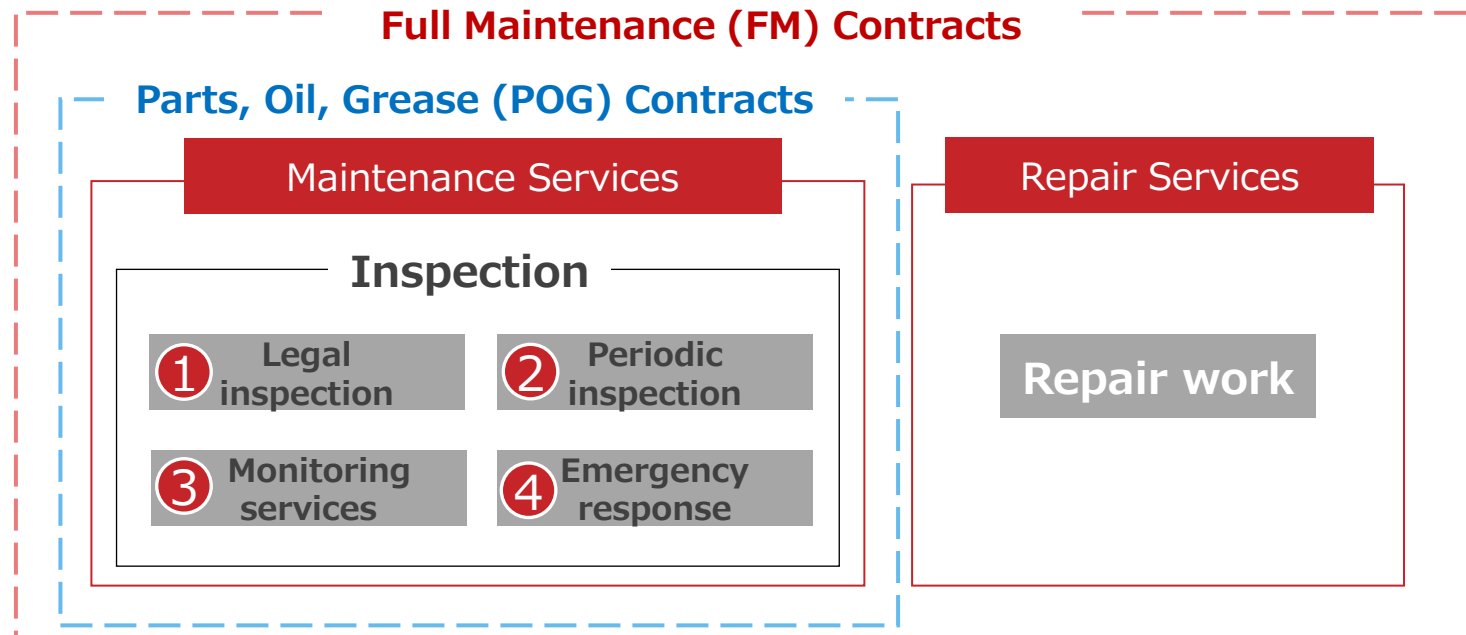 Full Maintenance (FM) Contracts
Parts, Oil, Grease (POG) Contracts
Maintenance Services
Inspection
1 Legal
inspection
2 Periodic
inspection
3 Monitoring
services
4 Emergency
response
Repair Services
Repair work